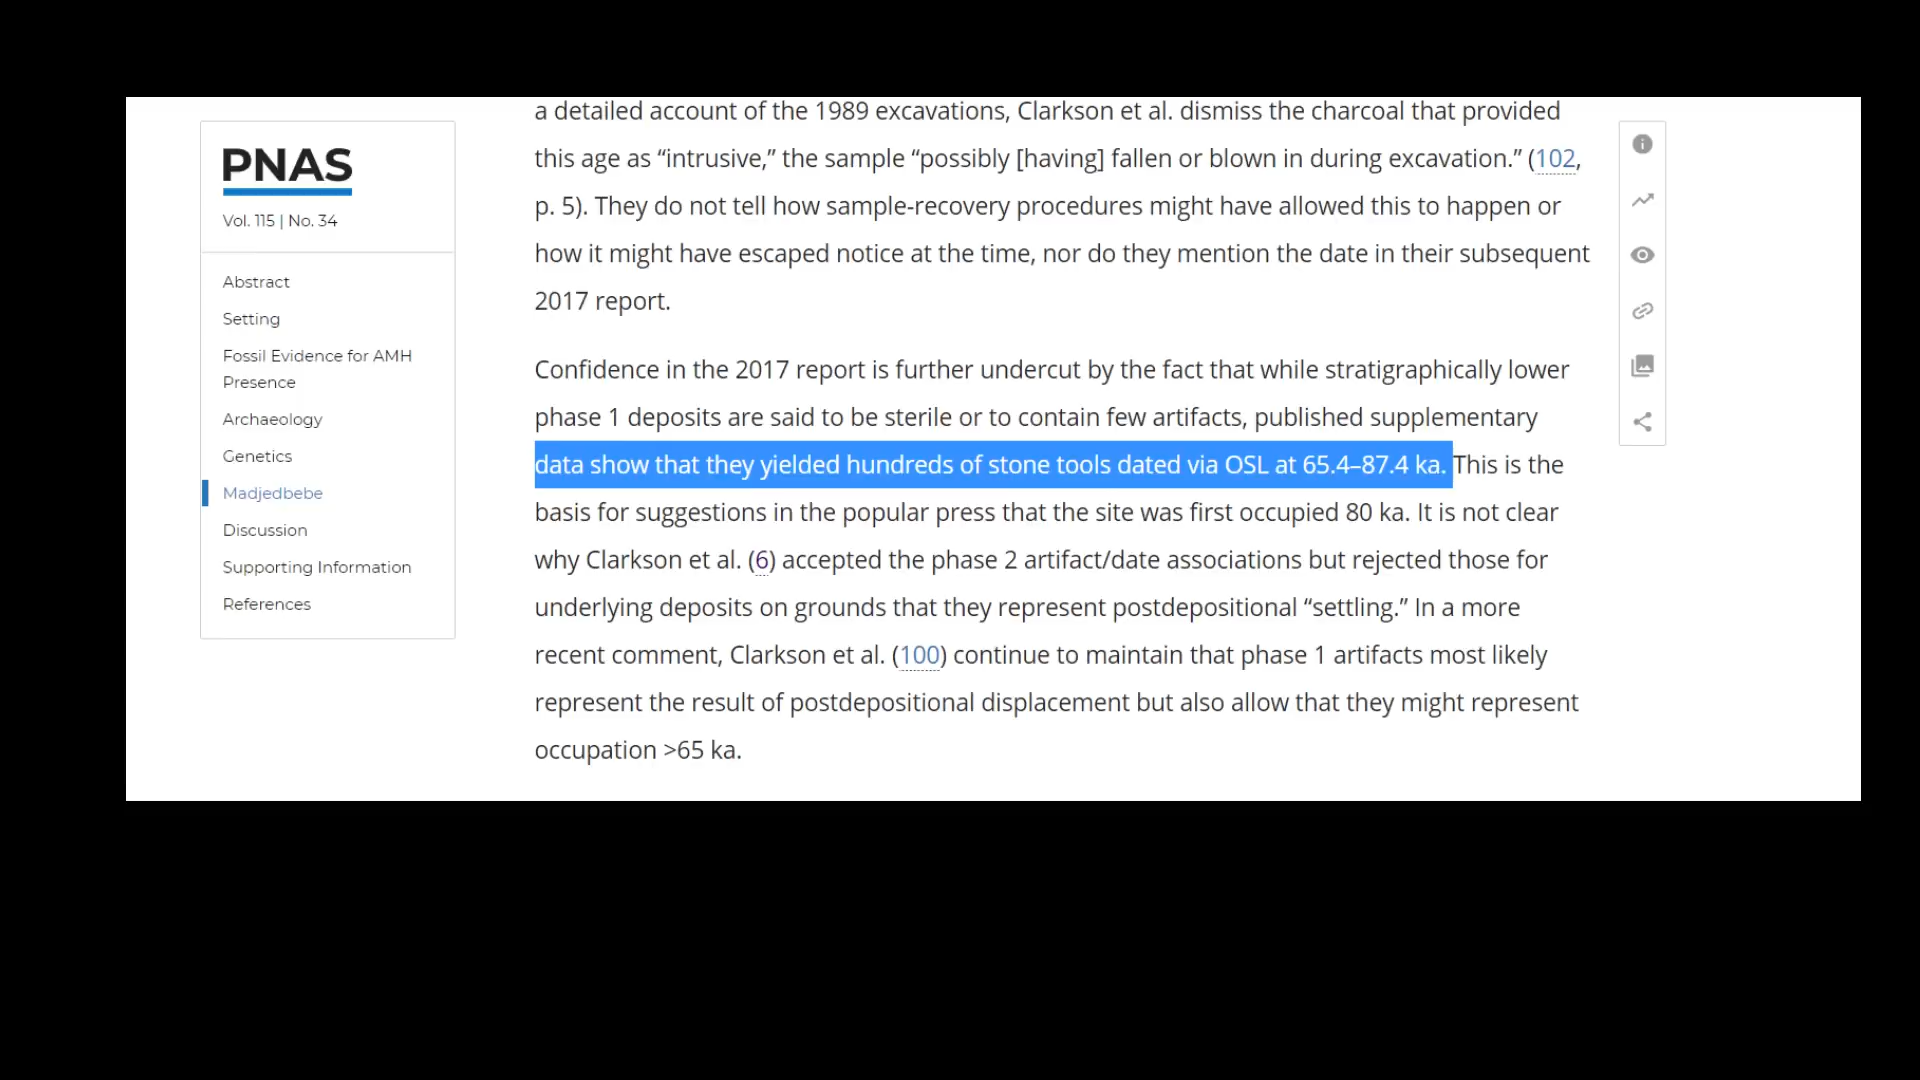 PNAS
Vol. 115 | No. 34
Abstract
Setting
Fossil Evidence for AMH
Presence
Archaeology
Genetics
Madjedbebe
Discussion
Supporting Information
References
a detailed account of the 1989 excavations, Clarkson et al. dismiss the charcoal that provided
this age as “intrusive,” the sample “possibly [having] fallen or blown in during excavation.” (102,
p. 5). They do not tell how sample-recovery procedures might have allowed this to happen or
how it might have escaped notice at the time, nor do they mention the date in their subsequent
2017 report.
Confidence in the 2017 report is further undercut by the fact that while stratigraphically lower
phase 1 deposits are said to be sterile or to contain few artifacts, published supplementary
data show that they yielded hundreds of stone tools dated via OSL at 65.4–87.4 ka. This is the
basis for suggestions in the popular press that the site was first occupied 80 ka. It is not clear
why Clarkson et al. (6) accepted the phase 2 artifact/date associations but rejected those for
underlying deposits on grounds that they represent postdepositional “settling.” In a more
recent comment, Clarkson et al. (100) continue to maintain that phase 1 artifacts most likely
represent the result of postdepositional displacement but also allow that they might represent
occupation >65 ka.